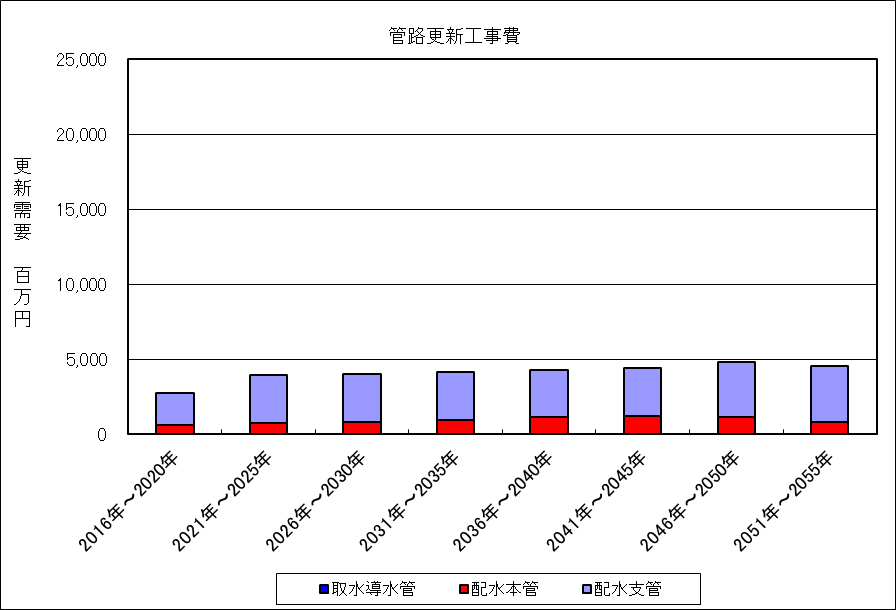 管路更新工事費
更新需要　百万円
25,000
20,000
15,000
10,000
5,000
0
2016年～2020年
2021年～2025年
2026年～2030年
2031年～2035年
2036年～2040年
2041年～2045年
2046年～2050年
2051年～2055年
取水導水管
配水本管
配水支管